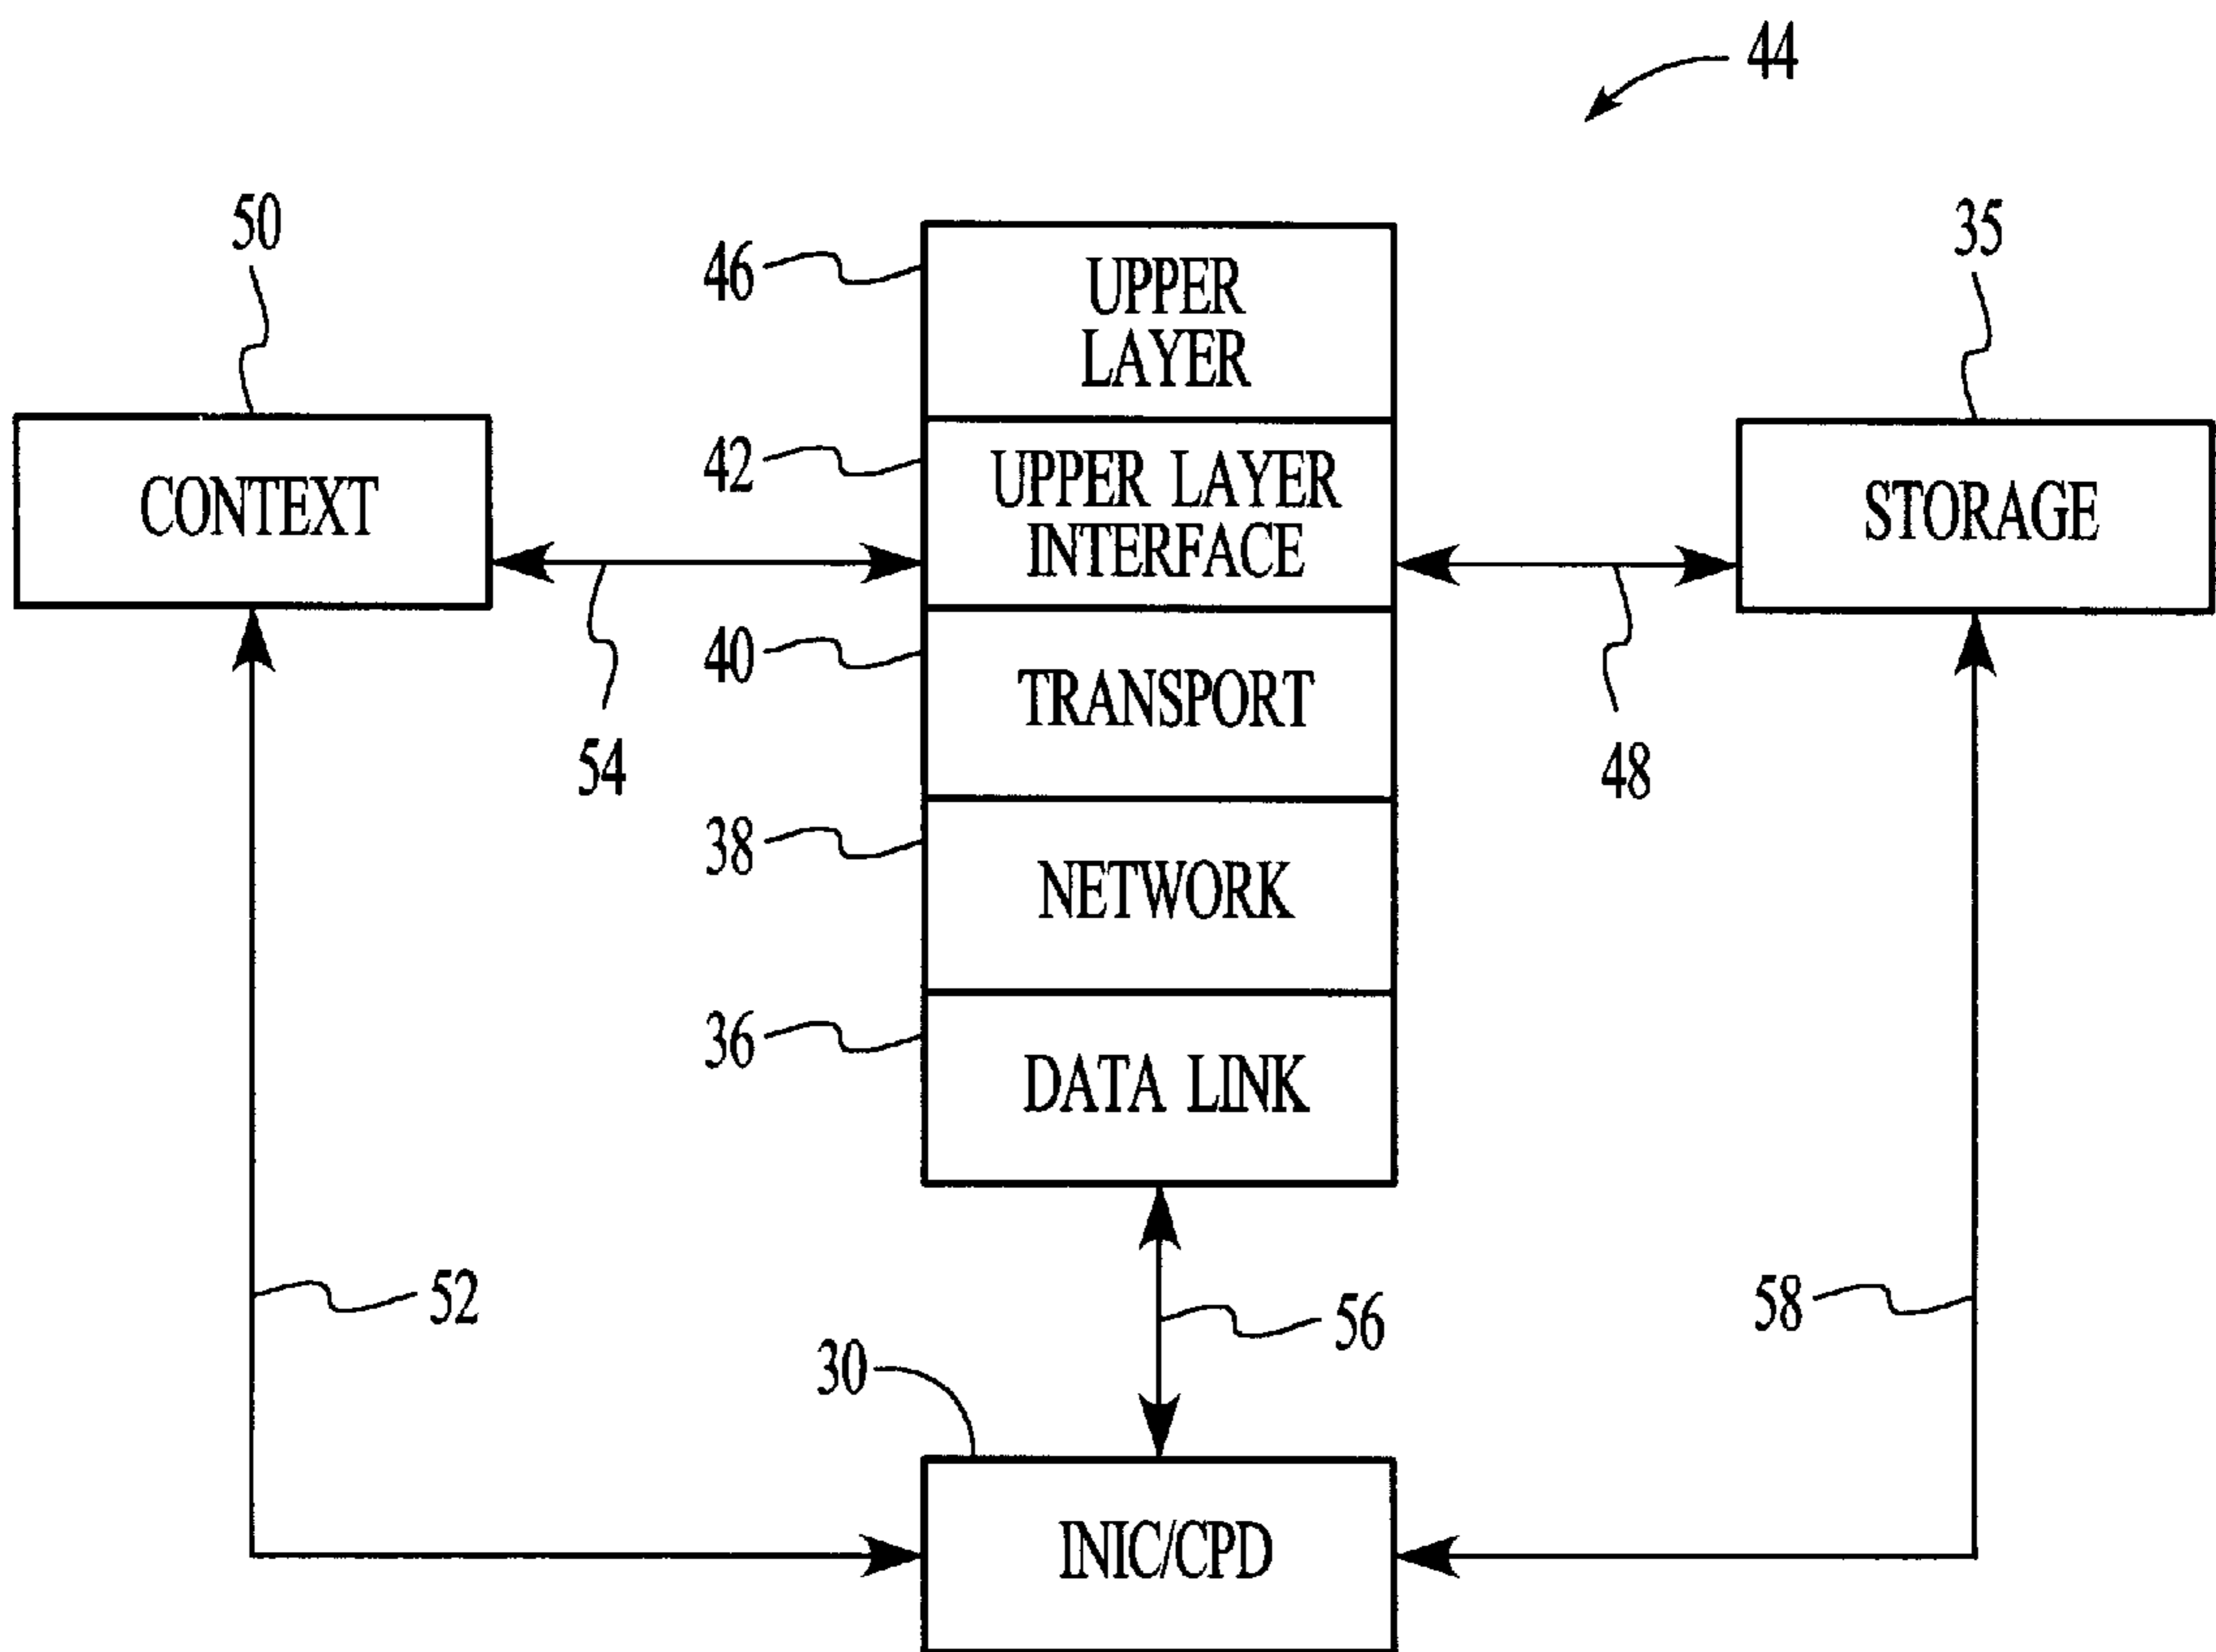 44
50
46
UPPER
LAYER
35
CONTEXT
42
UPPER LAYER
INTERFACE
STORAGE
54
40
TRANSPORT
48
38
NETWORK
36
DATA LINK
52
56
58
30
INIC/CPD